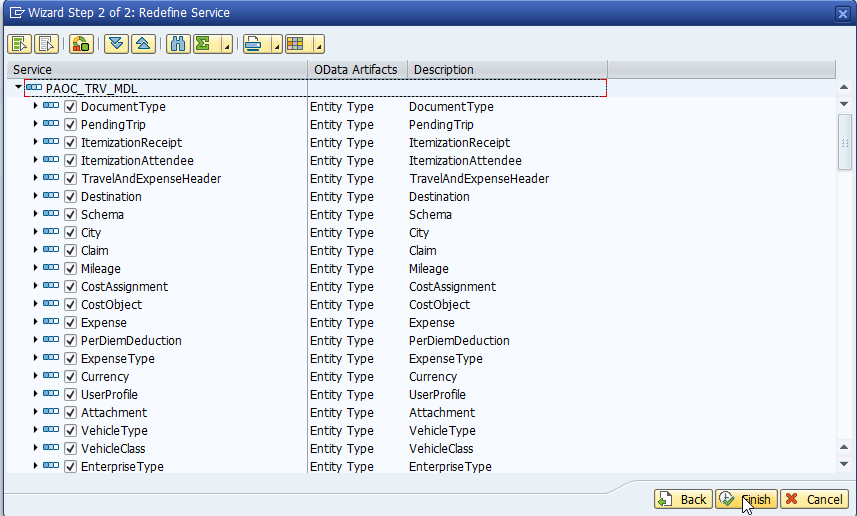 Wizard Step 2 of 2: Redefine Service
Service OData Artifacts Description
PAOC_TRV_MDL
DocumentType Entity Type DocumentType
PendingTrip Entity Type PendingTrip
ItemizationReceipt Entity Type ItemizationReceipt
ItemizationAttendee Entity Type ItemizationAttendee
TravelAndExpenseHeader Entity Type TravelAndExpenseHeader
Destination Entity Type Destination
Schema Entity Type Schema
City Entity Type City
Claim Entity Type Claim
Mileage Entity Type Mileage
CostAssignment Entity Type CostAssignment
CostObject Entity Type CostObject
Expense Entity Type Expense
PerDiemDeduction Entity Type PerDiemDeduction
ExpenseType Entity Type ExpenseType
Currency Entity Type Currency
UserProfile Entity Type UserProfile
Attachment Entity Type Attachment
VehicleType Entity Type VehicleType
VehicleClass Entity Type VehicleClass
EnterpriseType Entity Type EnterpriseType
Back Finish Cancel